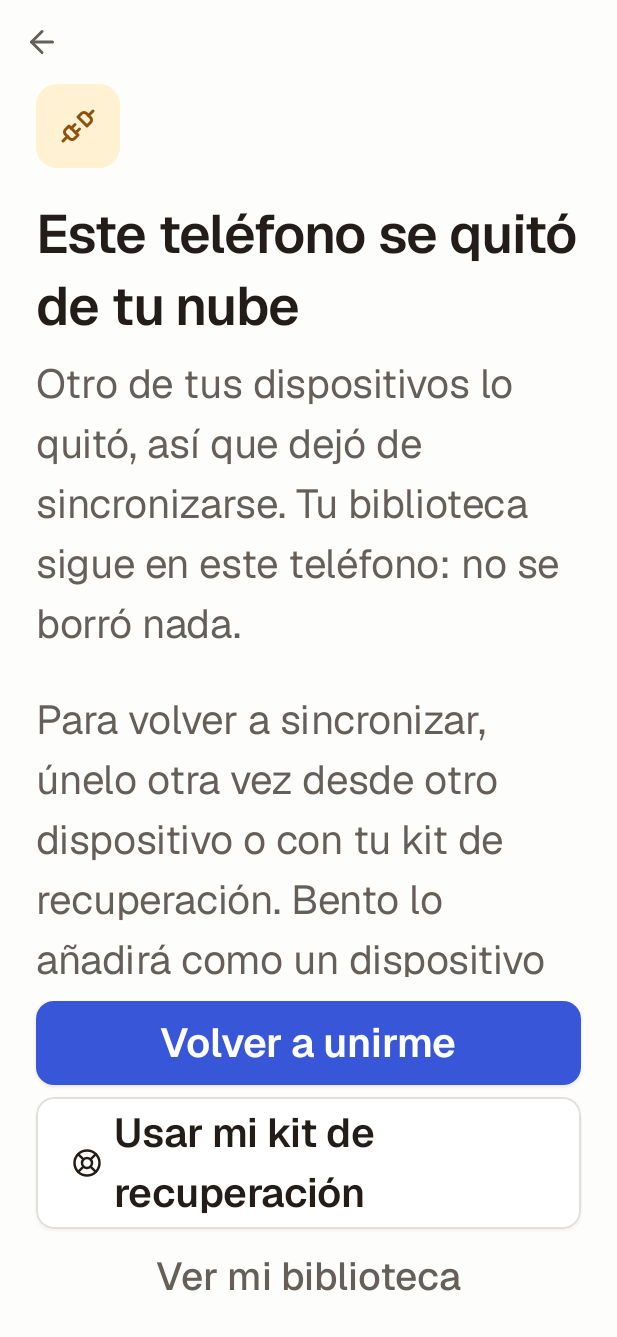 Este teléfono se quitó
de tu nube
Otro de tus dispositivos lo
quitó, así que dejó de
sincronizarse. Tu biblioteca
sigue en este teléfono: no se
borró nada.
Para volver a sincronizar,
únelo otra vez desde otro
dispositivo o con tu kit de
recuperación. Bento lo
añadirá como un dispositivo
Volver a unirme
Usar mi kit de
recuperación
Ver mi biblioteca